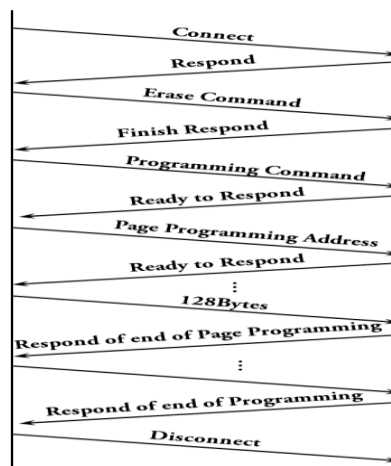 Connect
Respond
Erase Command
Finish Respond
Programming Command
Ready to Respond
Page Programming Address
Ready to Respond
...
128Bytes
Respond of end of Page Programming
...
Respond of end of Programming
Disconnect